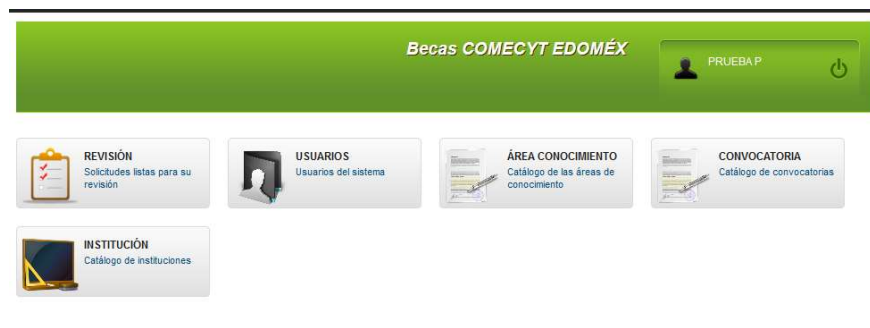 Becas COMECYT EDOMÉX
PRUEBA P
REVISIÓN
Solicitudes listas para su
revisión
USUARIOS
Usuarios del sistema
ÁREA CONOCIMIENTO
Catálogo de las áreas de
conocimiento
CONVOCATORIA
Catálogo de convocatorias
INSTITUCIÓN
Catálogo de instituciones